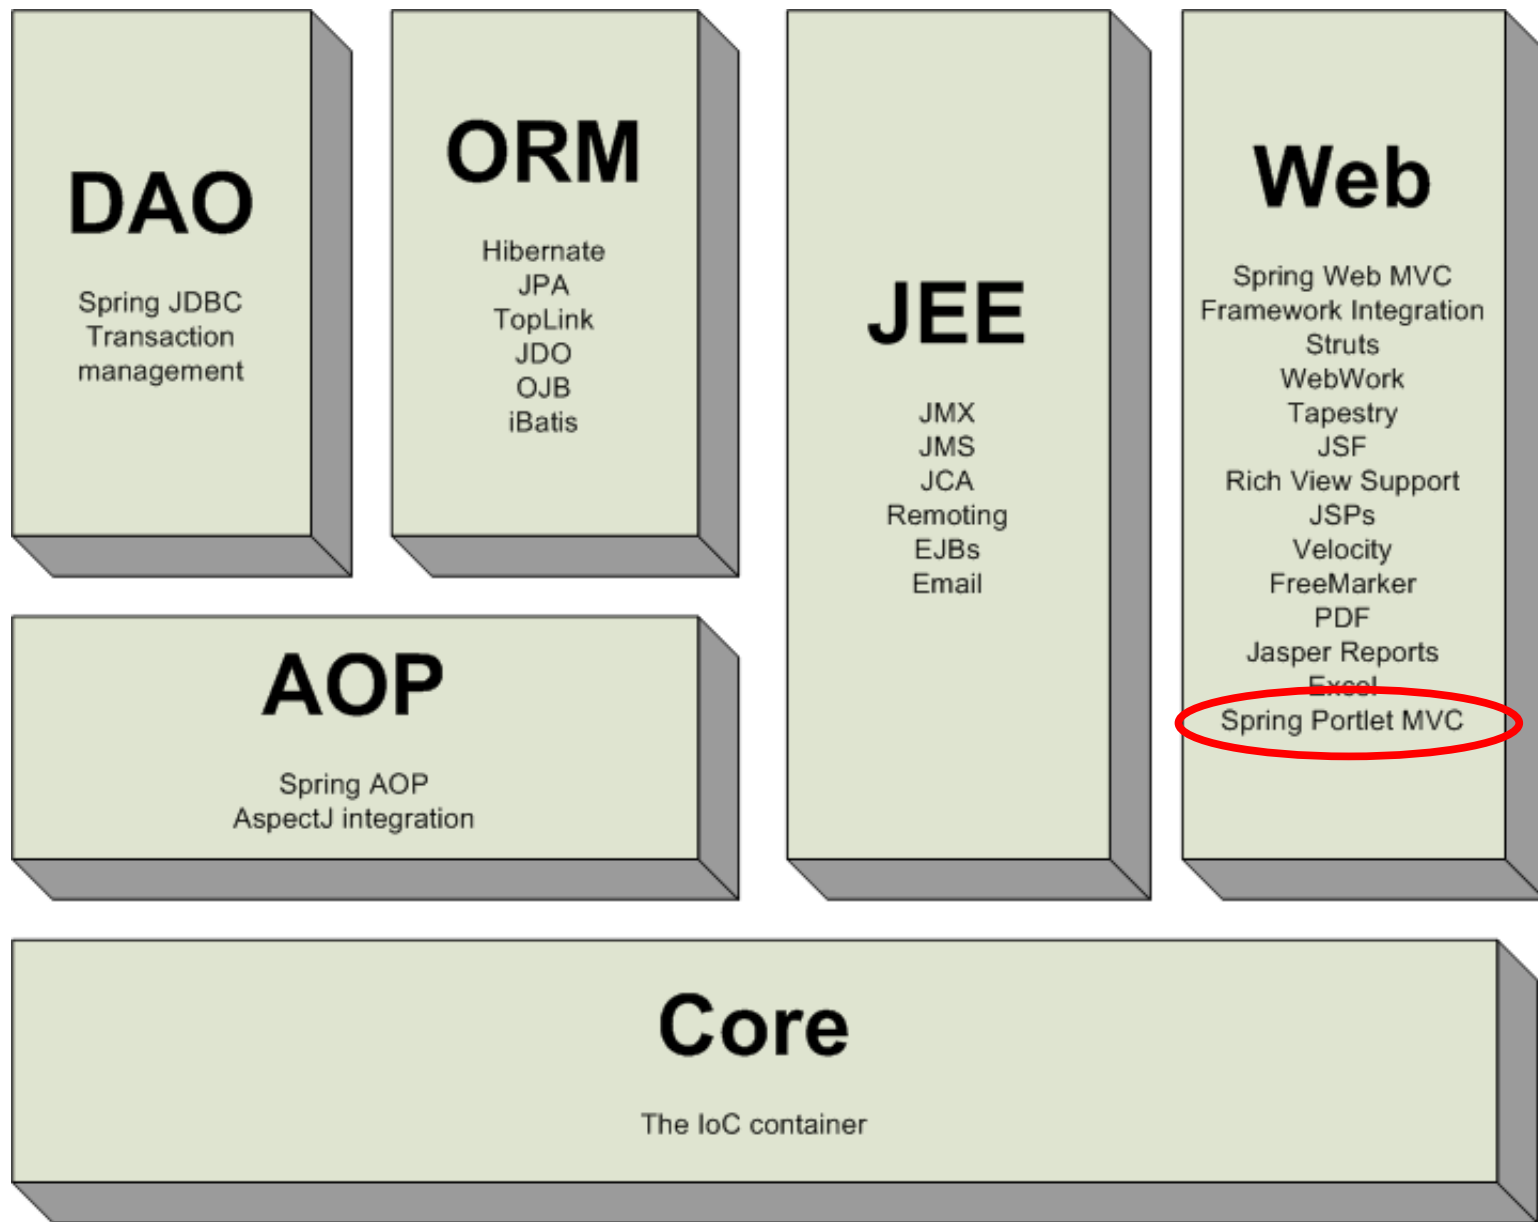 DAO
Spring JDBC
Transaction
management
ORM
Hibernate
JPA
TopLink
JDO
OJB
iBatis
JEE
JMX
JMS
JCA
Remoting
EJBs
Email
Web
Spring Web MVC
Framework Integration
Struts
WebWork
Tapestry
JSF
Rich View Support
JSPs
Velocity
FreeMarker
PDF
Jasper Reports
Excel
Spring Portlet MVC
AOP
Spring AOP
AspectJ integration
Core
The IoC container